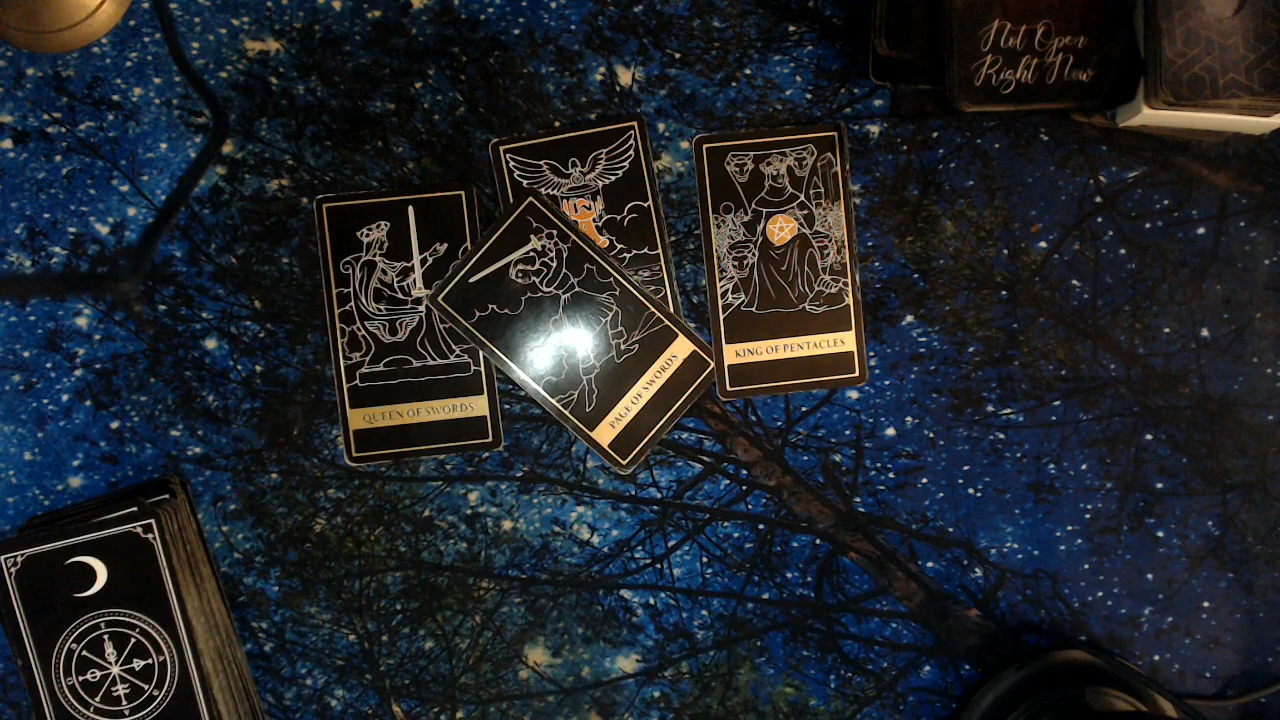 Not Open
Right Now
QUEEN OF SWORDS
PAGE OF SWORDS
KING OF PENTACLES